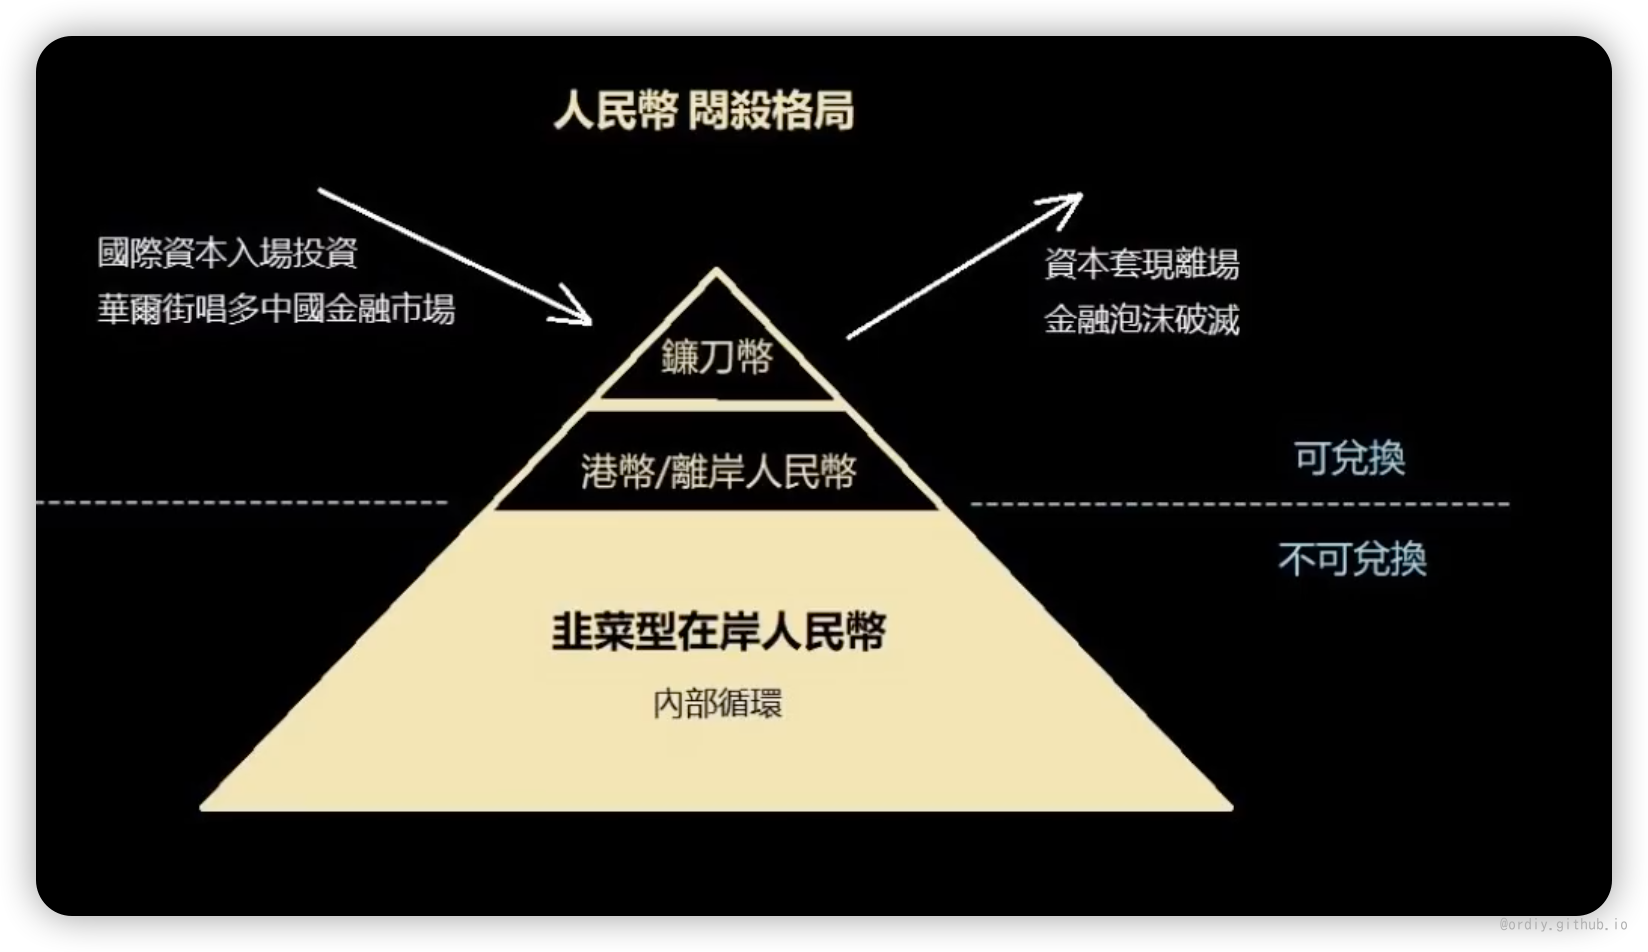 人民幣 悶殺格局
國際資本入場投資
華爾街唱多中國金融市場
資本套現離場
金融泡沫破滅
鐮刀幣
港幣/離岸人民幣
可兌換
不可兌換
韭菜型在岸人民幣
內部循環
@ordiy.github.io